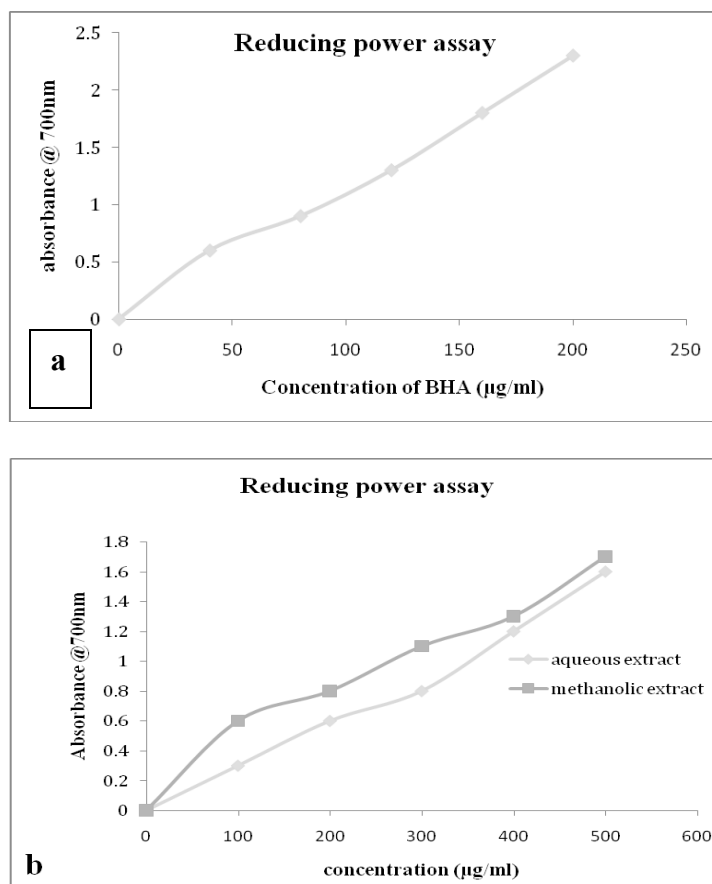 Reducing power assay
absorbance @ 700nm
2.5
2
1.5
1
0.5
0
0 50 100 150 200 250
Concentration of BHA (µg/ml)
a
Reducing power assay
Absorbance @700nm
1.8
1.6
1.4
1.2
1
0.8
0.6
0.4
0.2
0
0 100 200 300 400 500 600
aqueous extract
methanolic extract
concentration (µg/ml)
b